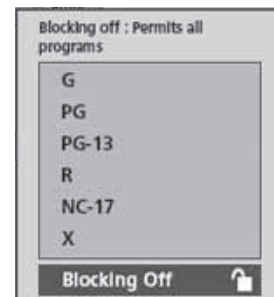 Blocking off : Permits all
programs
G
PG
PG-13
R
NC-17
X
Blocking Off